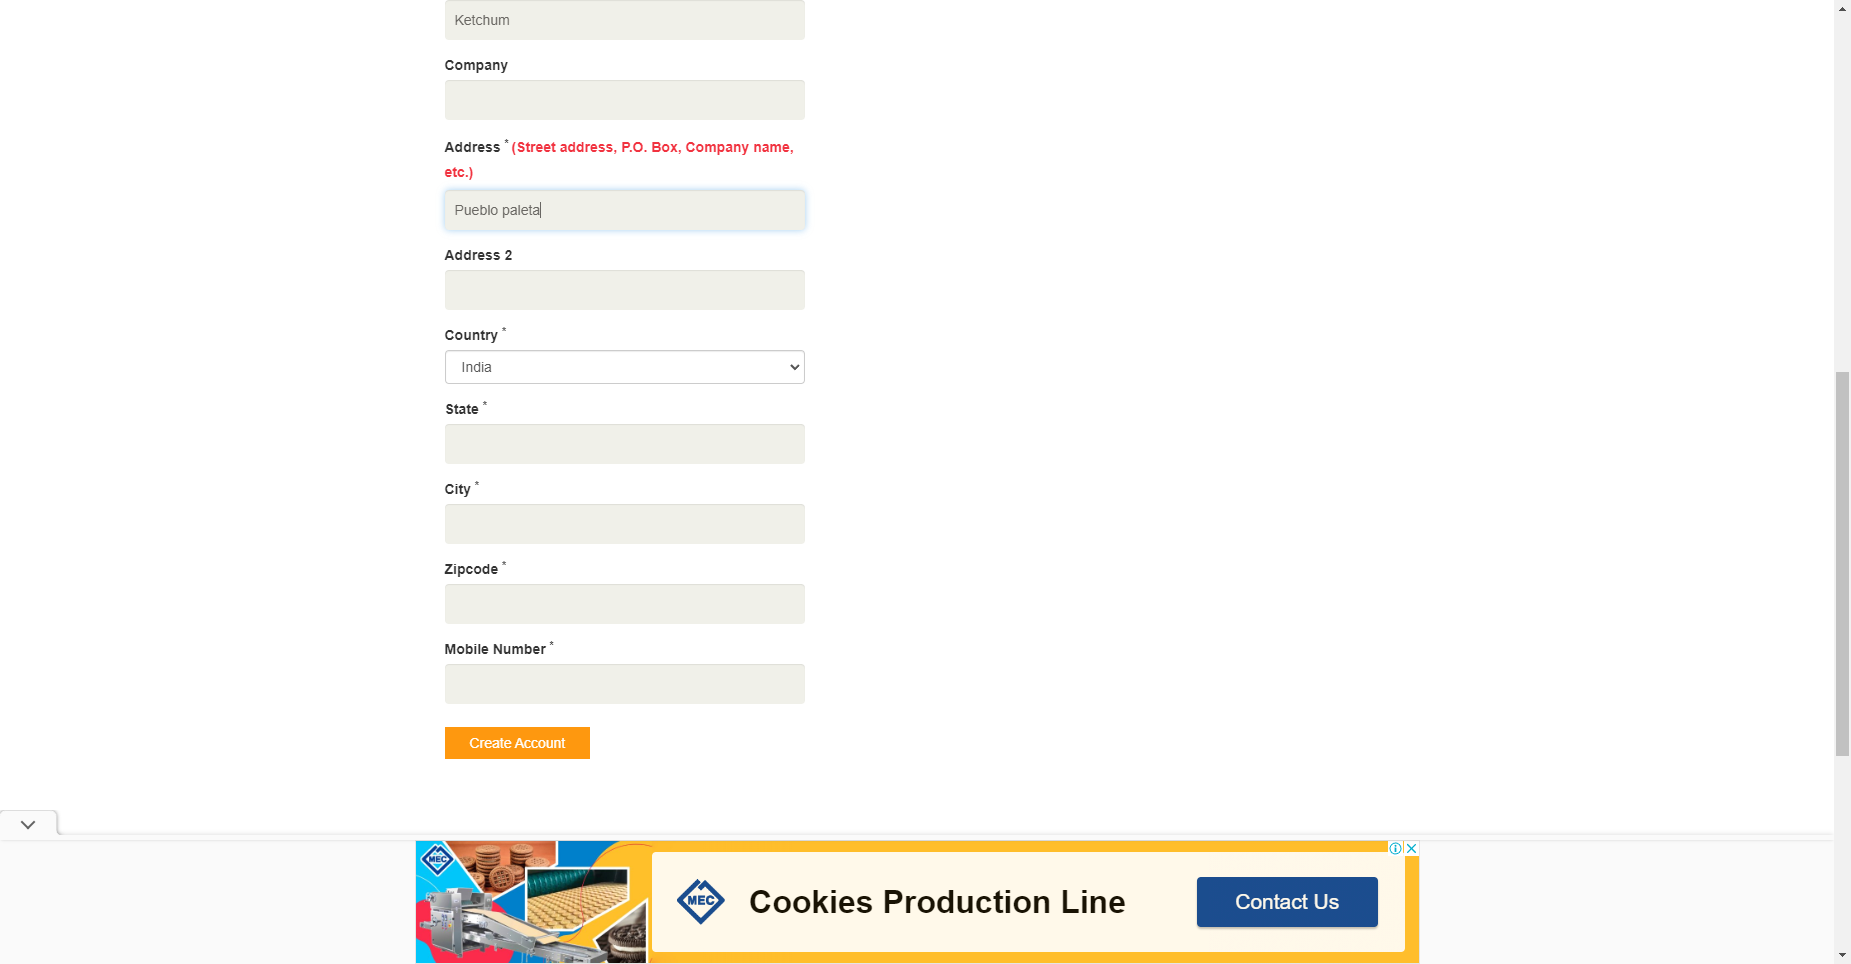 Ketchum
Company
Address * (Street address, P.O. Box, Company name,
etc.)
Pueblo paleta
Address 2
Country *
India
State *
City *
Zipcode *
Mobile Number *
Create Account
MEC
MEC
Cookies Production Line
Contact Us